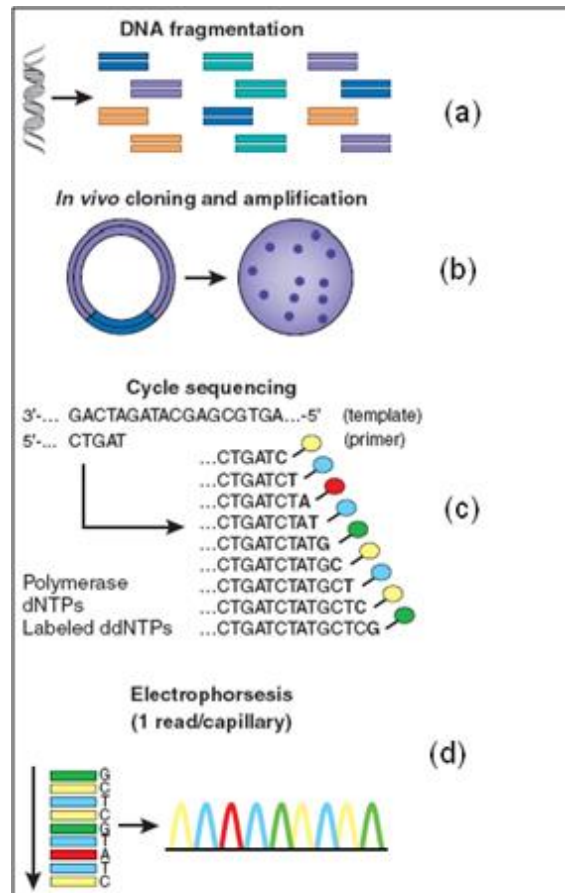 DNA fragmentation
(a)
In vivo cloning and amplification
(b)
Cycle sequencing
3'-... GACTAGATACGAGCGTGA...-5' (template)
5'-... CTGAT (primer)
...CTGATC
...CTGATCT
...CTGATCTA
...CTGATCTAT
(c)
...CTGATCTATG
...CTGATCTATGC
Polymerase ...CTGATCTATGCT
dNTPs ...CTGATCTATGCTC
Labeled ddNTPs ...CTGATCTATGCTCG
Electrophorsesis
(1 read/capillary)
(d)
G
C
T
C
G
T
A
T
C